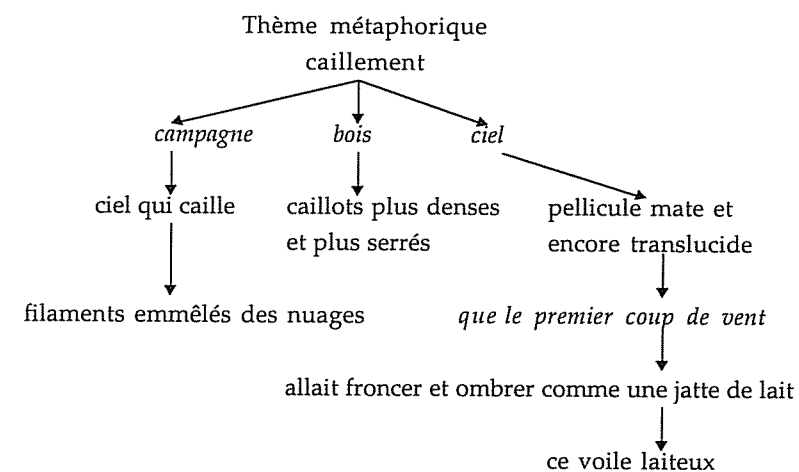 Thème métaphorique
caillement
campagne
bois
ciel
ciel qui caille
caillots plus denses
et plus serrés
pellicule mate et
encore translucide
filaments emmêlés des nuages
que le premier coup de vent
allait froncer et ombrer comme une jatte de lait
ce voile laiteux